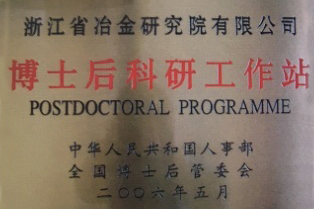 浙江省冶金研究院有限公司
博士后科研工作站
POSTDOCTORAL PROGRAMME
中华人民共和国人事部
全国博士后管委会
二〇〇六年五月